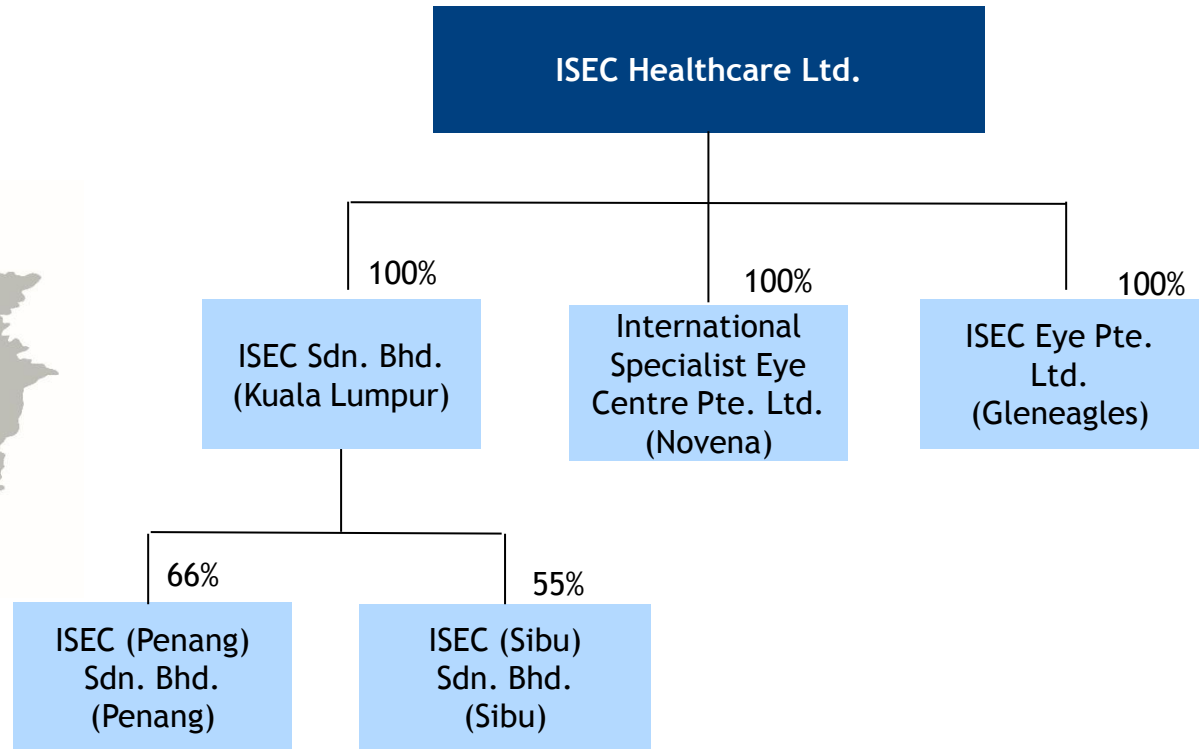 ISEC Healthcare Ltd.
100%
ISEC Sdn. Bhd.
(Kuala Lumpur)
100%
International
Specialist Eye
Centre Pte. Ltd.
(Novena)
100%
ISEC Eye Pte.
Ltd.
(Gleneagles)
66%
ISEC (Penang)
Sdn. Bhd.
(Penang)
55%
ISEC (Sibu)
Sdn. Bhd.
(Sibu)